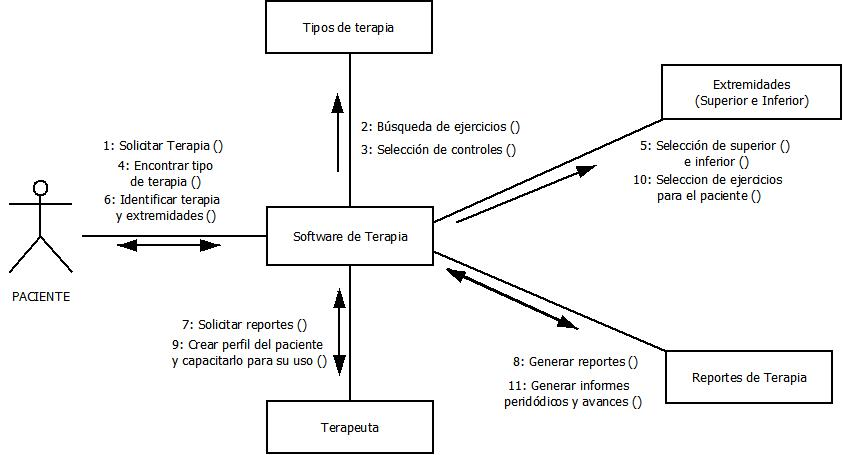 Tipos de terapia
Extremidades
(Superior e Inferior)
2: Búsqueda de ejercicios ()
3: Selección de controles ()
1: Solicitar Terapia ()
4: Encontrar tipo
de terapia ()
6: Identificar terapia
y extremidades ()
5: Selección de superior ()
e inferior ()
10: Seleccion de ejercicios
para el paciente ()
Software de Terapia
PACIENTE
7: Solicitar reportes ()
9: Crear perfil del paciente
y capacitarlo para su uso ()
8: Generar reportes ()
11: Generar informes
peridódicos y avances ()
Reportes de Terapia
Terapeuta